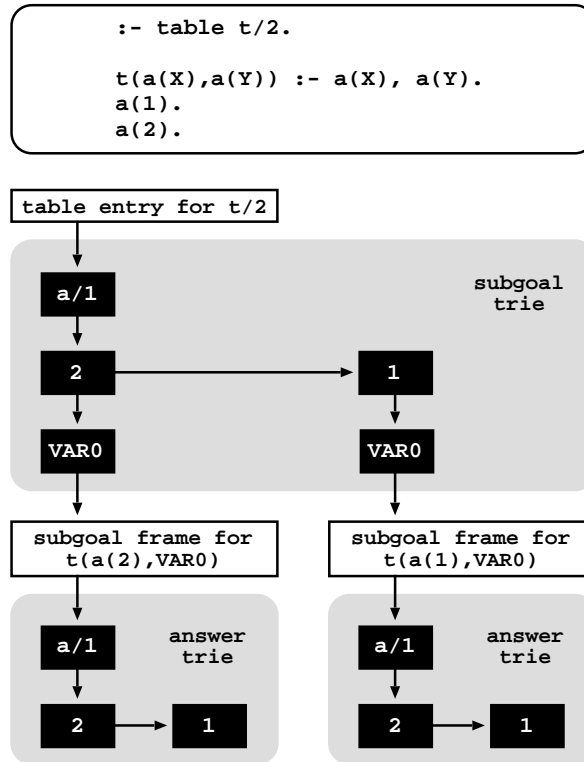 :- table t/2.
t(a(X),a(Y)) :- a(X), a(Y).
a(1).
a(2).
table entry for t/2
subgoal
trie
a/1
2
1
VAR0
VAR0
subgoal frame for
t(a(2),VAR0)
subgoal frame for
t(a(1),VAR0)
answer
trie
a/1
2
1
answer
trie
a/1
2
1